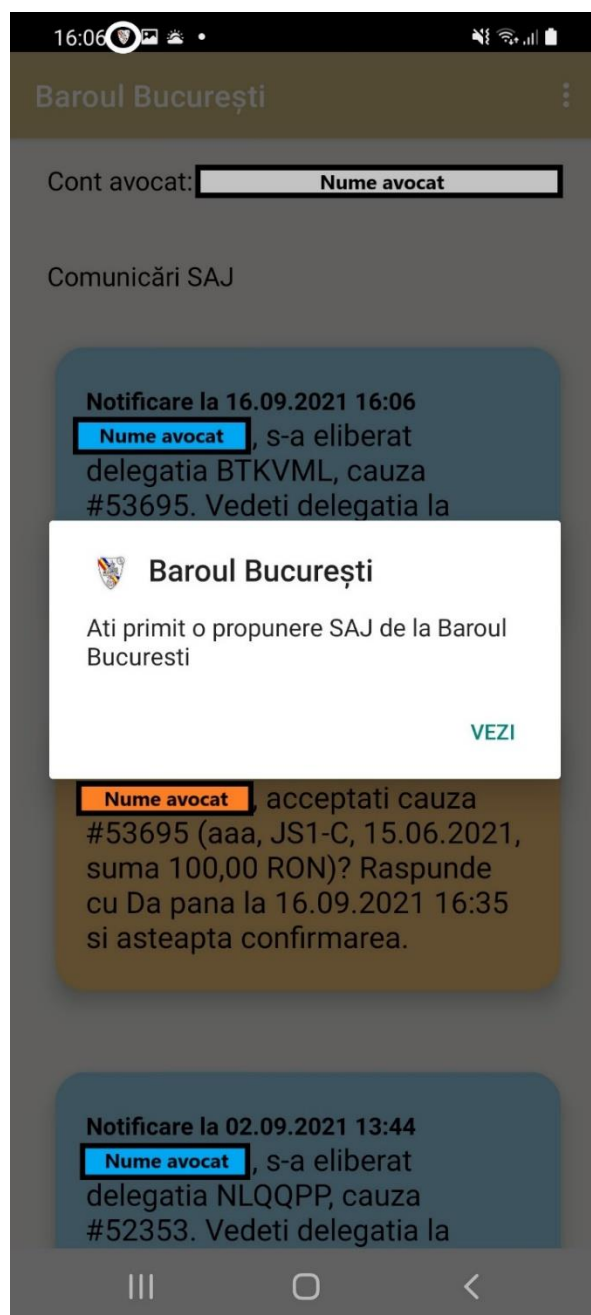 16:06
Baroul București
Cont avocat: Nume avocat
Comunicări SAJ
Notificare la 16.09.2021 16:06
Nume avocat , s-a eliberat
delegatia BTKVML, cauza
#53695. Vedeti delegatia la
Baroul București
Ati primit o propunere SAJ de la Baroul
Bucuresti
VEZI
Nume avocat , acceptati cauza
#53695 (aaa, JS1-C, 15.06.2021,
suma 100,00 RON)? Raspunde
cu Da pana la 16.09.2021 16:35
si asteapta confirmarea.
Notificare la 02.09.2021 13:44
Nume avocat , s-a eliberat
delegatia NLQQPP, cauza
#52353. Vedeti delegatia la